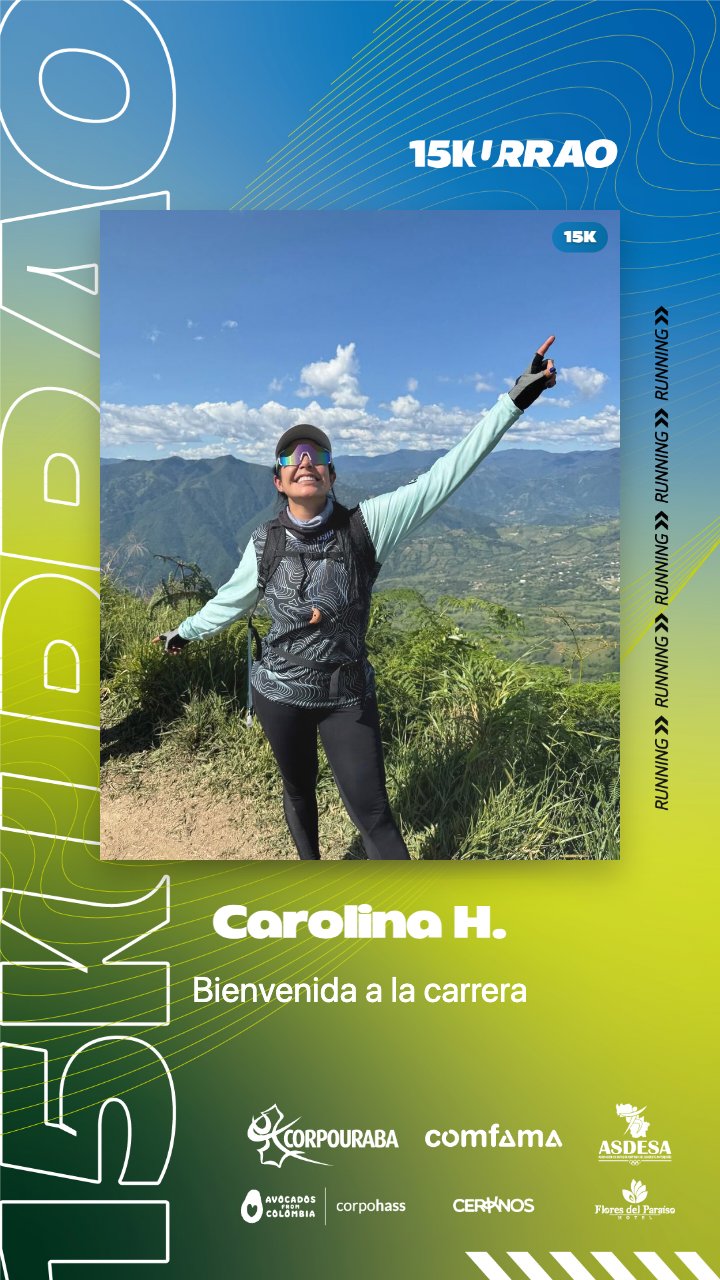 15KURRAO
15K
RUNNING » RUNNING » RUNNING » RUNNING » RUNNING »
15KURRAO
Carolina H.
Bienvenida a la carrera
CORPOURABA
comfama
ASDESA
AVOCADOS
FROM
COLOMBIA
corpohass
CERCANOS
Flores del Paraíso
HOTEL